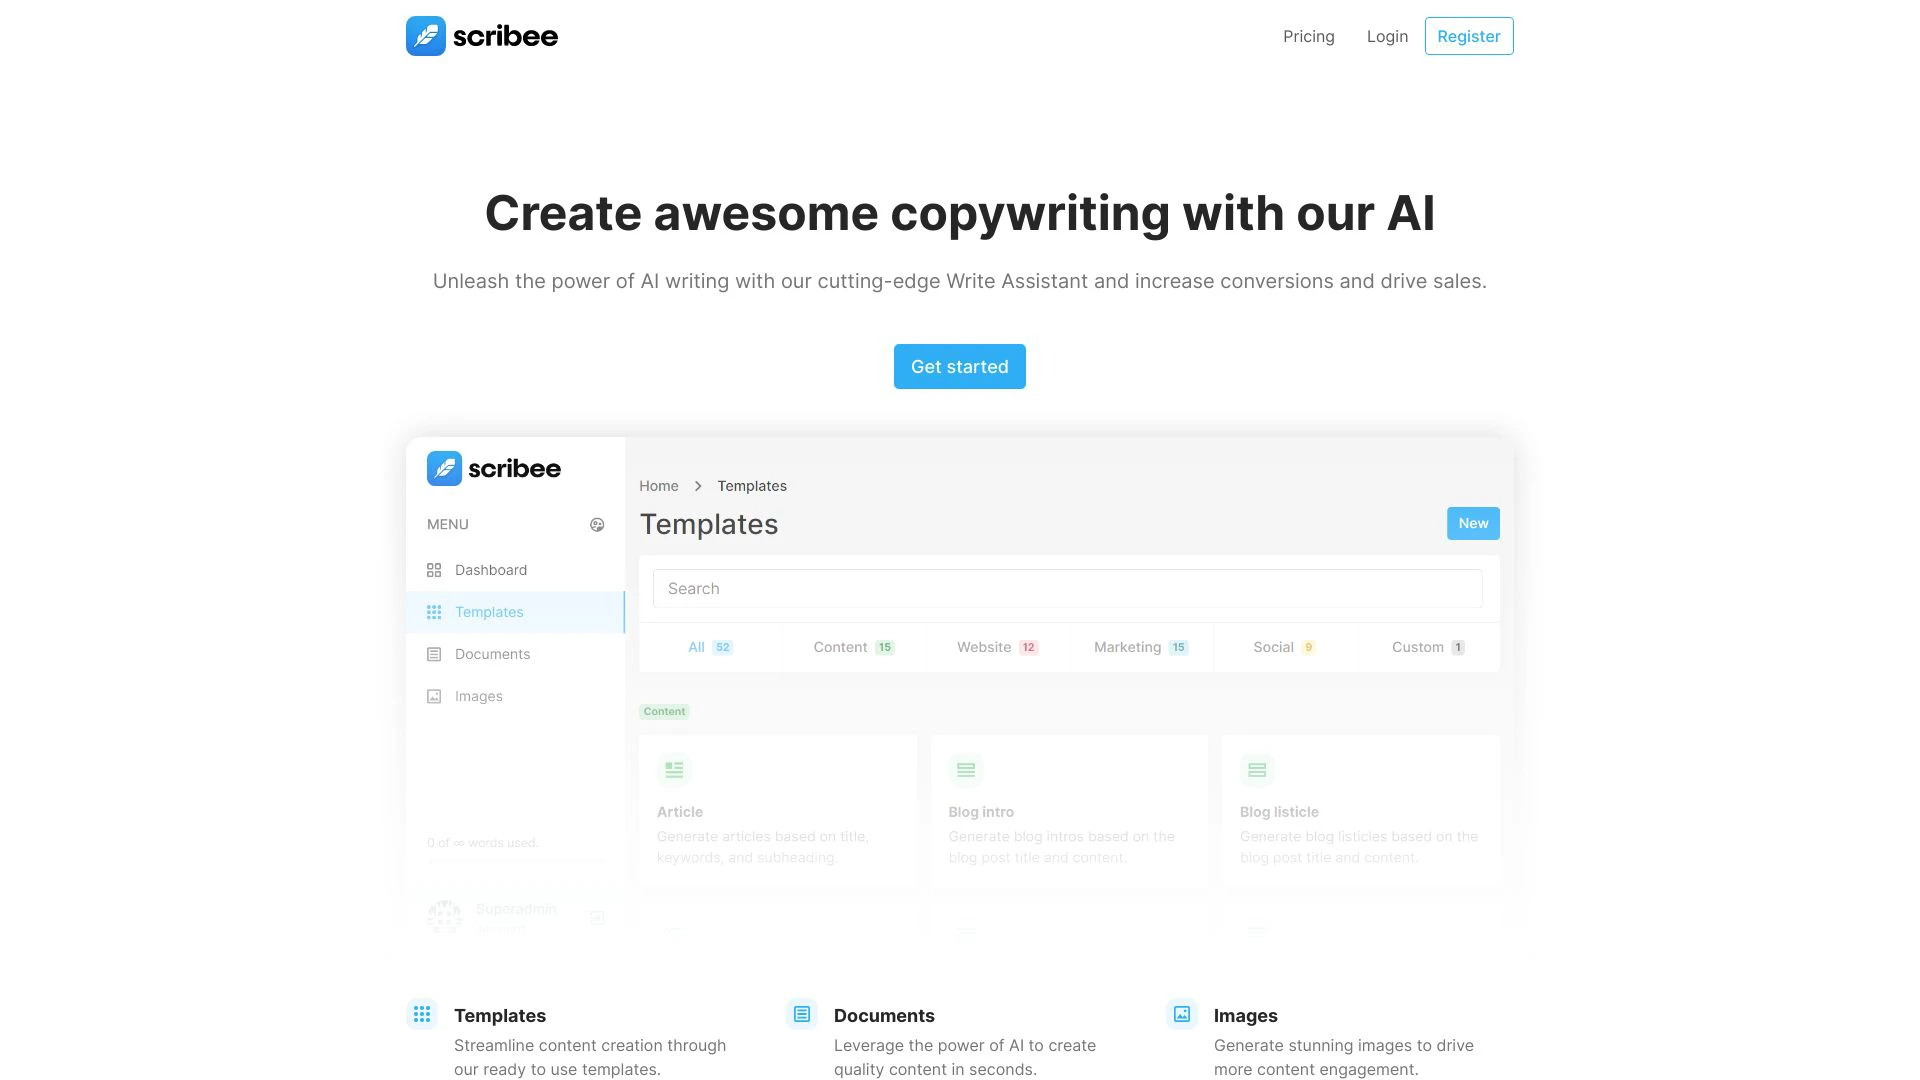 scribee
Pricing
Login
Register
Create awesome copywriting with our AI
Unleash the power of AI writing with our cutting-edge Write Assistant and increase conversions and drive sales.
Get started
scribee
MENU
Dashboard
Templates
Documents
Images
0 of ∞ words used.
Superadmin
Home
Templates
Templates
New
Search
All 52
Content 15
Website 12
Marketing 15
Social 9
Custom 1
Content
Article
Generate articles based on title,
keywords, and subheading.
Blog intro
Generate blog intros based on the
blog post title and content.
Blog listicle
Generate blog listicles based on the
blog post title and content.
Templates
Streamline content creation through
our ready to use templates.
Documents
Leverage the power of AI to create
quality content in seconds.
Images
Generate stunning images to drive
more content engagement.